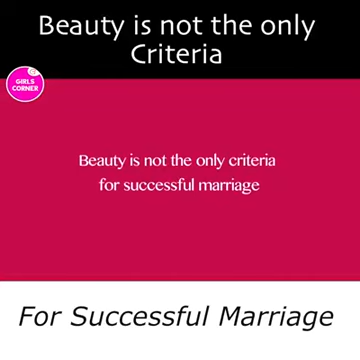 Beauty is not the only
Criteria
GIRLS
CORNER
Beauty is not the only criteria
for successful marriage
For Successful Marriage